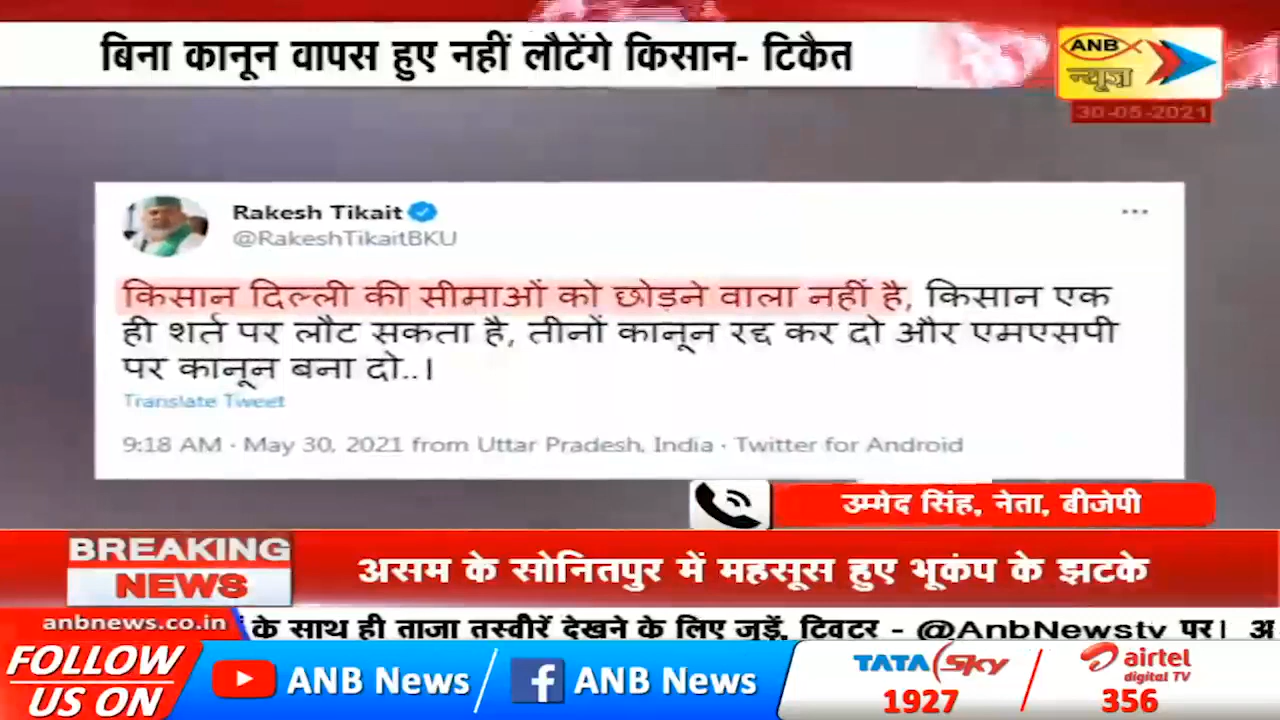 बिना कानून वापस हुए नहीं लौटेंगे किसान- टिकैत
ANB
न्यूज़
30-05-2021
Rakesh Tikait
@RakeshTikaitBKU
किसान दिल्ली की सीमाओं को छोड़ने वाला नहीं है, किसान एक
ही शर्त पर लौट सकता है, तीनों कानून रद्द कर दो और एमएसपी
पर कानून बना दो..।
Translate Tweet
9:18 AM · May 30, 2021 from Uttar Pradesh, India · Twitter for Android
उम्मेद सिंह, नेता, बीजेपी
BREAKING
NEWS
असम के सोनितपुर में महसूस हुए भूकंप के झटके
anbnews.co.in
के साथ ही ताजा तस्वीरें देखने के लिए जुड़ें, टिवटर - @AnbNewstv पर। अ
FOLLOW
US ON
ANB News
ANB News
TATA Sky
1927
airtel
digital TV
356